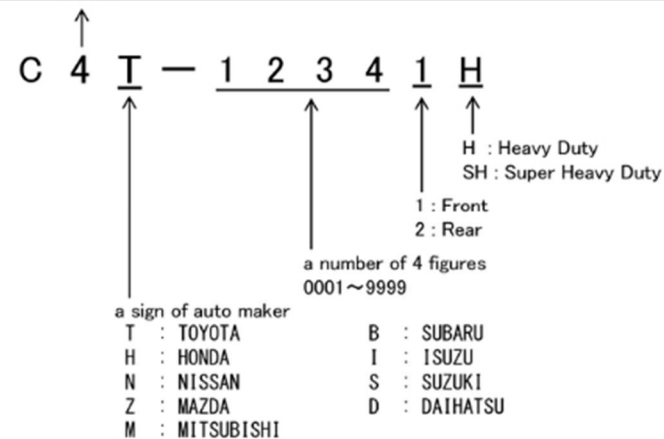 C 4 T — 1 2 3 4 1 H
H : Heavy Duty
SH : Super Heavy Duty
1 : Front
2 : Rear
a number of 4 figures
0001～9999
a sign of auto maker
T : TOYOTA
H : HONDA
N : NISSAN
Z : MAZDA
M : MITSUBISHI
B : SUBARU
I : ISUZU
S : SUZUKI
D : DAIHATSU